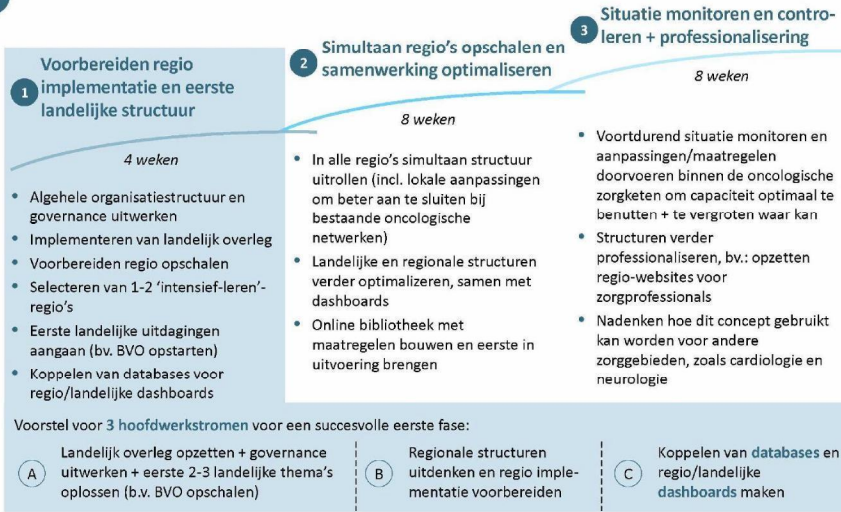 1
Voorbereiden regio
implementatie en eerste
landelijke structuur
4 weken
• Algehele organisatiestructuur en
governance uitwerken
• Implementeren van landelijk overleg
• Voorbereiden regio opschalen
• Selecteren van 1-2 ‘intensief-leren’-
regio’s
• Eerste landelijke uitdagingen
aangaan (bv. BVO opstarten)
• Koppelen van databases voor
regio/landelijke dashboards
2
Simultaan regio’s opschalen en
samenwerking optimaliseren
8 weken
• In alle regio’s simultaan structuur
uitrollen (incl. lokale aanpassingen
om beter aan te sluiten bij
bestaande oncologische
netwerken)
• Landelijke en regionale structuren
verder optimalizeren, samen met
dashboards
• Online bibliotheek met
maatregelen bouwen en eerste in
uitvoering brengen
3
Situatie monitoren en contro-
leren + professionalisering
8 weken
• Voortdurend situatie monitoren en
aanpassingen/maatregelen
doorvoeren binnen de oncologische
zorgketen om capaciteit optimaal te
benutten + te vergroten waar kan
• Structuren verder
professionaliseren, bv.: opzetten
regio-websites voor
zorgprofessionals
• Nadenken hoe dit concept gebruikt
kan worden voor andere
zorggebieden, zoals cardiologie en
neurologie
Voorstel voor 3 hoofdwerkstromen voor een succesvolle eerste fase:
A
Landelijk overleg opzetten + governance
uitwerken + eerste 2-3 landelijke thema’s
oplossen (b.v. BVO opschalen)
B
Regionale structuren
uitdenken en regio imple-
mentatie voorbereiden
C
Koppelen van databases en
regio/landelijke
dashboards maken